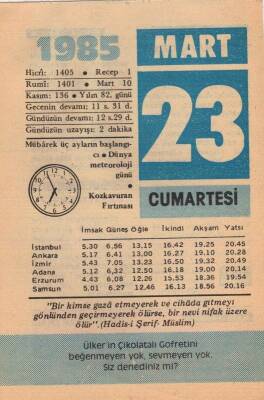 1985
MART
Hicrî: 1405 • Recep 1
Rumî: 1401 • Mart 10
Kasım: 136 • Yılın 82. günü
Gecenin devamı; 11 s. 31 d.
Gündüzün devamı; 12 s.29 d.
Gündüzün uzayışı: 2 dakika
23
Mübârek üç ayların başlangı-
cı • Dünya
meteoroloji
günü
•
Kozkavuran
Fırtınası
CUMARTESİ
İmsak Güneş Öğle İkindi Akşam Yatsı
İstanbul 5.30 6.56 13.15 16.42 19.25 20.45
Ankara 5.17 6.41 13.00 16.27 19.10 20.28
İzmir 5.43 7.05 13.23 16.50 19.32 20.49
Adana 5.12 6.32 12.50 16.18 19.00 20.14
Erzurum 4.43 6.08 12.26 15.53 18.36 19.54
Samsun 5.01 6.27 12.46 16.13 18.56 20.16
"Bir kimse gazâ etmeyerek ve cihâda gitmeyi
gönlünden geçirmeyerek ölürse, bir nevi nifak üzere
ölür".(Hadis-i Şerif- Müslim)
Ülker'in Çikolatalı Gofretini
beğenmeyen yok, sevmeyen yok.
Siz denediniz mi?